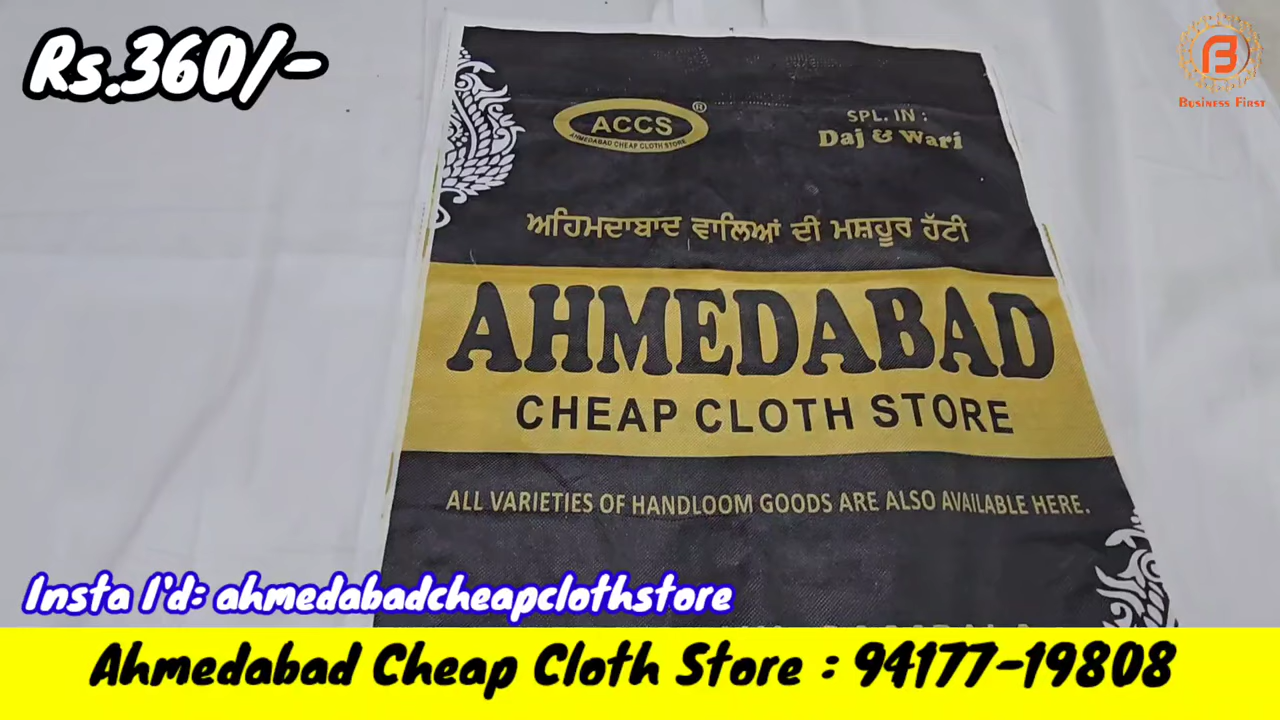 Rs.360/-
BUSINESS FIRST
ACCS
AHMEDABAD CHEAP CLOTH STORE
SPL. IN :
Daj & Wari
ਅਹਿਮਦਾਬਾਦ ਵਾਲਿਆਂ ਦੀ ਮਸ਼ਹੂਰ ਹੱਟੀ
AHMEDABAD
CHEAP CLOTH STORE
ALL VARIETIES OF HANDLOOM GOODS ARE ALSO AVAILABLE HERE.
Insta I'd: ahmedabadcheapclothstore
Ahmedabad Cheap Cloth Store : 94177-19808